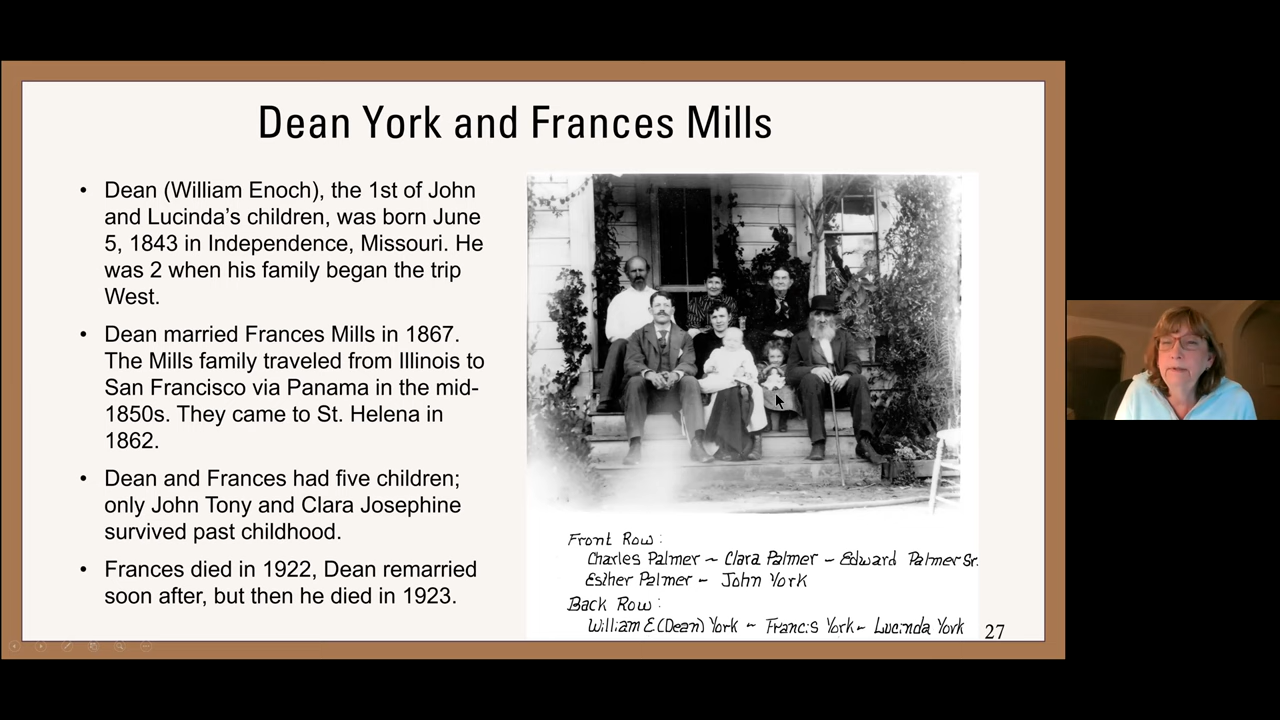 Dean York and Frances Mills
• Dean (William Enoch), the 1st of John
and Lucinda's children, was born June
5, 1843 in Independence, Missouri. He
was 2 when his family began the trip
West.
• Dean married Frances Mills in 1867.
The Mills family traveled from Illinois to
San Francisco via Panama in the mid-
1850s. They came to St. Helena in
1862.
• Dean and Frances had five children;
only John Tony and Clara Josephine
survived past childhood.
• Frances died in 1922, Dean remarried
soon after, but then he died in 1923.
Front Row:
Charles Palmer ~ Clara Palmer - Edward Palmer Sr.
Esther Palmer - John York
Back Row:
William E (Dean) York - Francis York - Lucinda York
27